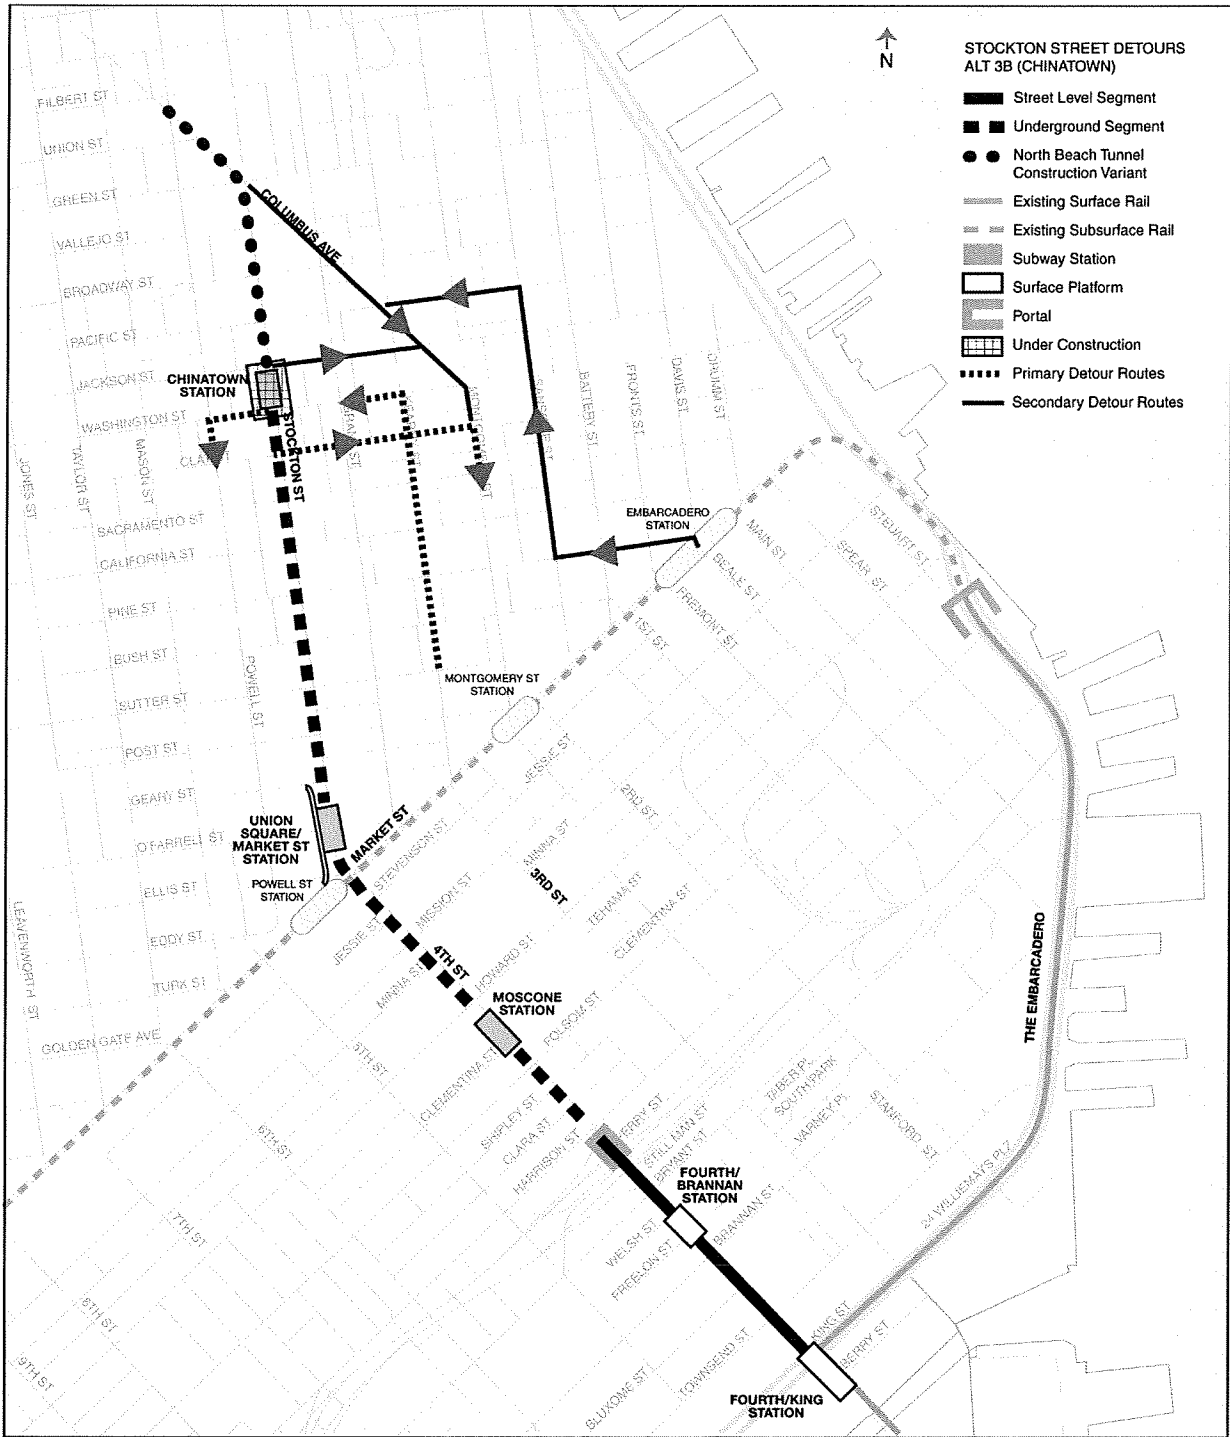 N
STOCKTON STREET DETOURS
ALT 3B (CHINATOWN)
Street Level Segment
Underground Segment
North Beach Tunnel
Construction Variant
Existing Surface Rail
Existing Subsurface Rail
Subway Station
Surface Platform
Portal
Under Construction
Primary Detour Routes
Secondary Detour Routes
FILBERT ST
UNION ST
GREEN ST
VALLEJO ST
BROADWAY ST
PACIFIC ST
JACKSON ST
WASHINGTON ST
COLUMBUS AVE
CHINATOWN
STATION
STOCKTON ST
JONES ST
TAYLOR ST
MASON ST
BATTERY ST
FRONT ST
DAVIS ST
DRUMM ST
SACRAMENTO ST
CALIFORNIA ST
PINE ST
BUSH ST
SUTTER ST
POST ST
GEARY ST
O'FARRELL ST
ELLIS ST
EDDY ST
TURK ST
GOLDEN GATE AVE
LEAVENWORTH ST
POWELL ST
EMBARCADERO
STATION
MAIN ST
BEALE ST
FREMONT ST
1ST ST
SPEAR ST
STEUART ST
MONTGOMERY ST
STATION
JESSIE ST
2ND ST
UNION
SQUARE/
MARKET ST
STATION
MARKET ST
POWELL ST
STATION
STEVENSON ST
MISSION ST
MINNA ST
3RD ST
TEHAMA ST
CLEMENTINA ST
JESSIE ST
MINNA ST
4TH ST
HOWARD ST
FOLSOM ST
MOSCONE
STATION
THE EMBARCADERO
5TH ST
6TH ST
7TH ST
8TH ST
9TH ST
CLEMENTINA ST
SHIPLEY ST
CLARA ST
HARRISON ST
STILLMAN ST
BRYANT ST
TABER PL
SOUTH PARK
VARNEY PL
STANFORD ST
24 WILLIE MAYS PLZ
FOURTH/
BRANNAN
STATION
BRANNAN ST
WELSH ST
FREELON ST
BLUXOME ST
TOWNSEND ST
KING ST
BERRY ST
FOURTH/KING
STATION